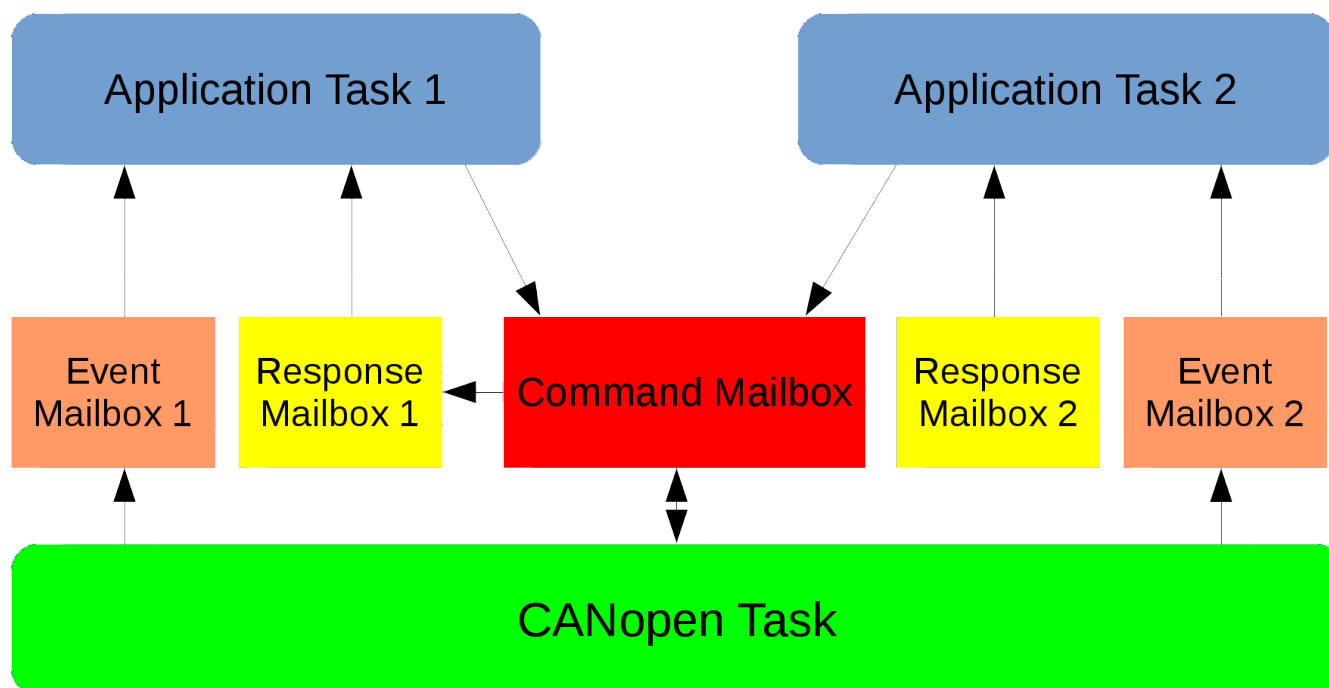 Application Task 1
Application Task 2
Event
Mailbox 1
Response
Mailbox 1
Command Mailbox
Response
Mailbox 2
Event
Mailbox 2
CANopen Task